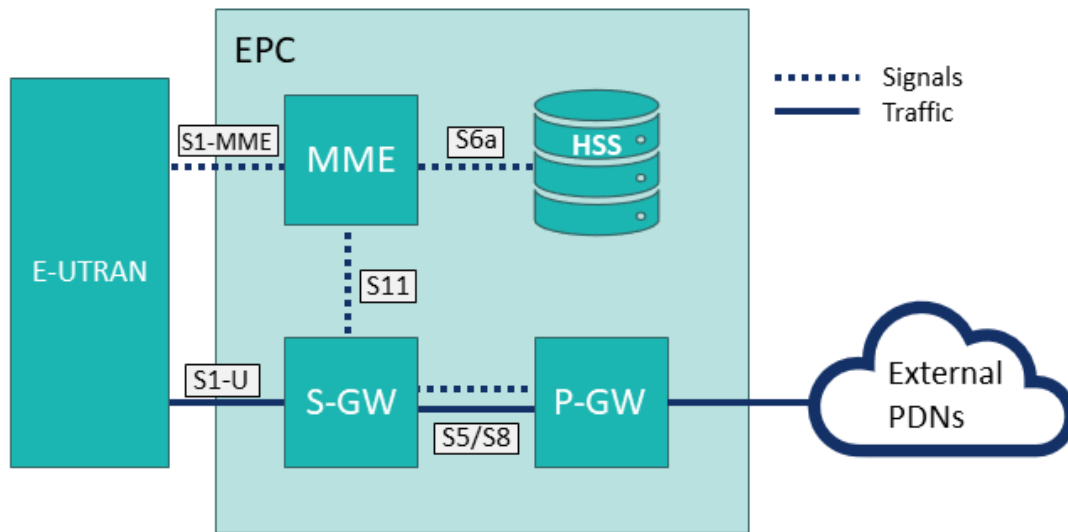 EPC
Signals
Traffic
S1-MME
MME
S6a
HSS
E-UTRAN
S11
S1-U
S-GW
S5/S8
P-GW
External
PDNs